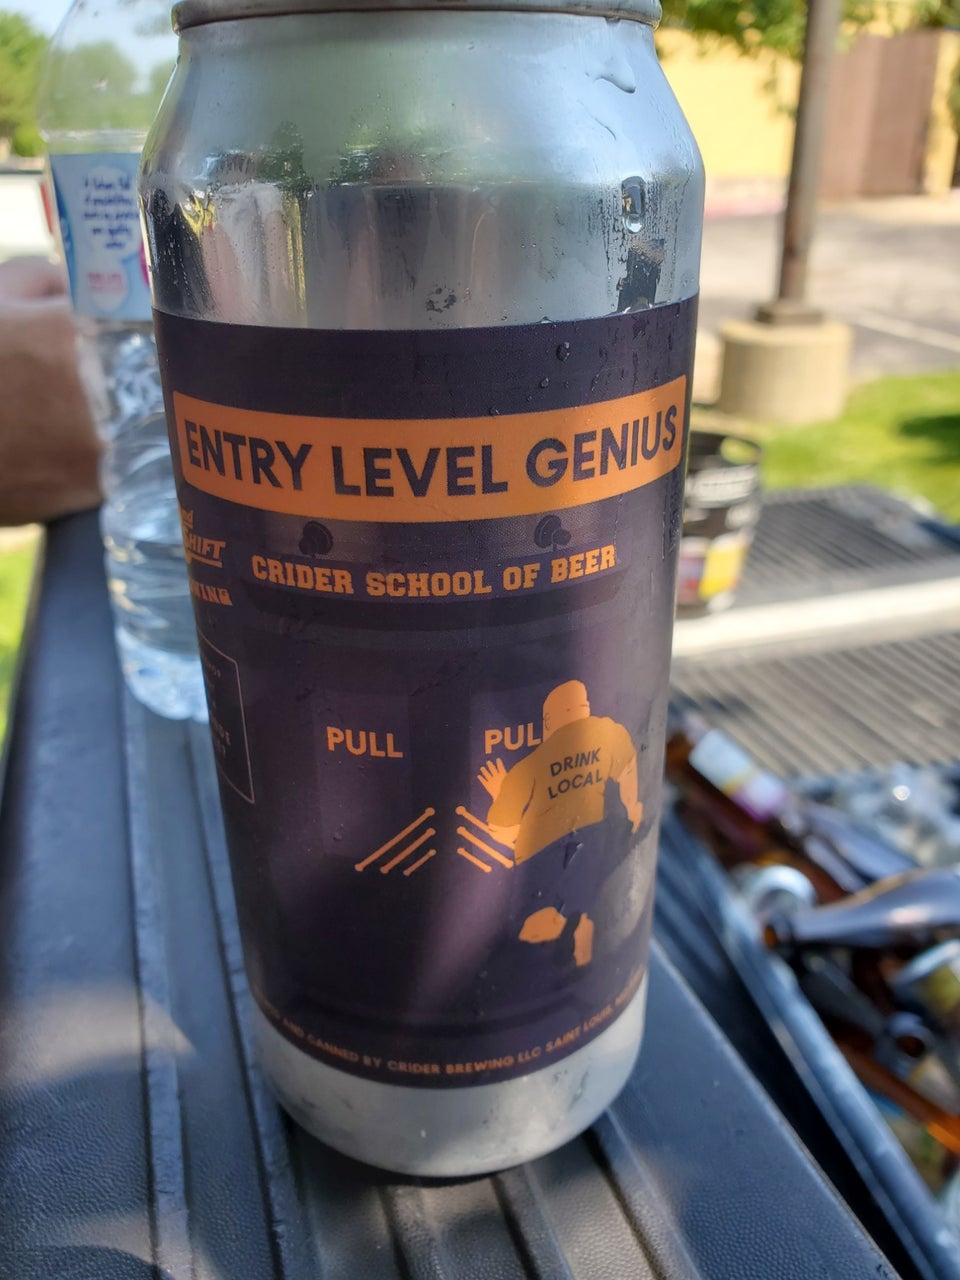 ENTRY LEVEL GENIUS
SHIFT
CRIDER SCHOOL OF BEER
PULL PUL
DRINK
LOCAL
AND CANNED BY CRIDER BREWING LLC SAINT LOUIS,